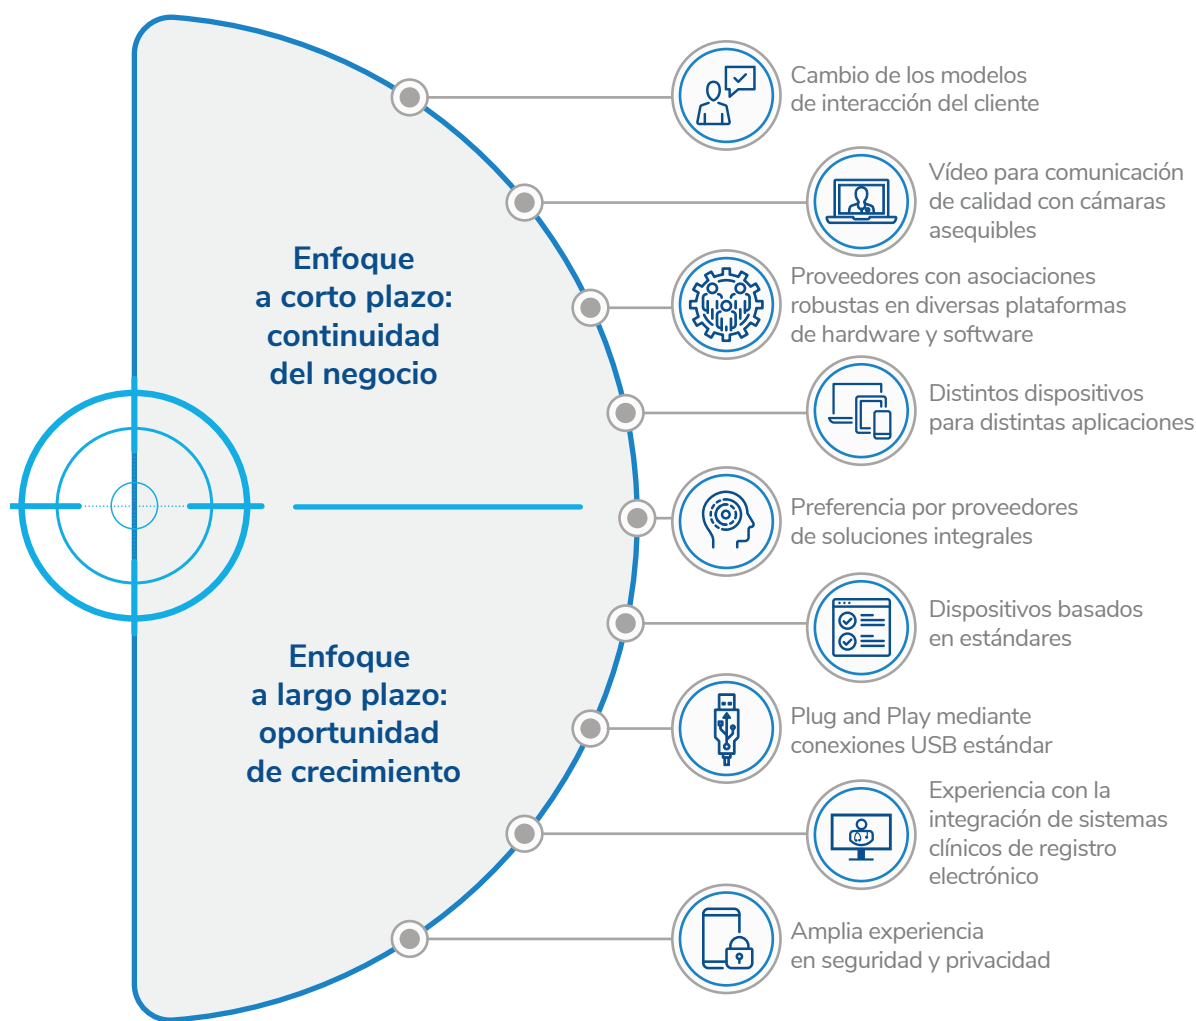 Enfoque
a corto plazo:
continuidad
del negocio
Enfoque
a largo plazo:
oportunidad
de crecimiento
Cambio de los modelos
de interacción del cliente
Vídeo para comunicación
de calidad con cámaras
asequibles
Proveedores con asociaciones
robustas en diversas plataformas
de hardware y software
Distintos dispositivos
para distintas aplicaciones
Preferencia por proveedores
de soluciones integrales
Dispositivos basados
en estándares
Plug and Play mediante
conexiones USB estándar
Experiencia con la
integración de sistemas
clínicos de registro
electrónico
Amplia experiencia
en seguridad y privacidad